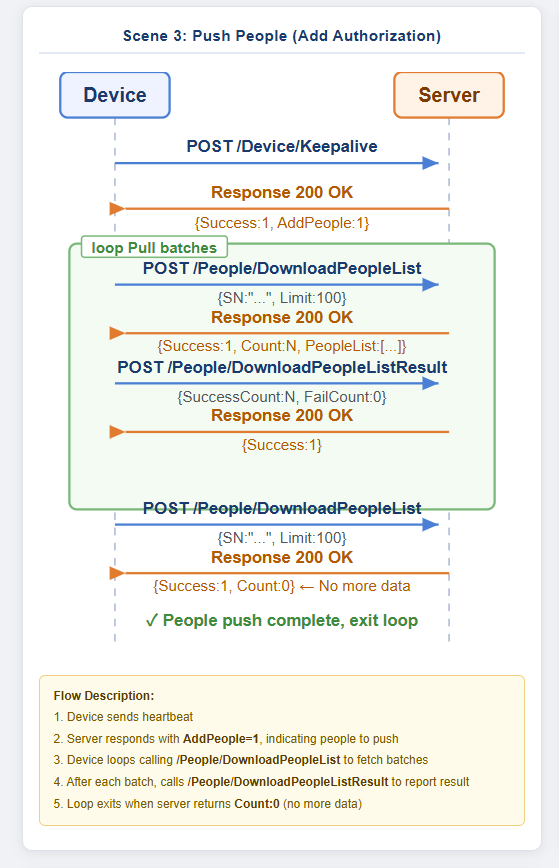 Scene 3: Push People (Add Authorization)
Device
Server
POST /Device/Keepalive
Response 200 OK
{Success:1, AddPeople:1}
loop Pull batches
POST /People/DownloadPeopleList
{SN:"...", Limit:100}
Response 200 OK
{Success:1, Count:N, PeopleList:[...]}
POST /People/DownloadPeopleListResult
{SuccessCount:N, FailCount:0}
Response 200 OK
{Success:1}
POST /People/DownloadPeopleList
{SN:"...", Limit:100}
Response 200 OK
{Success:1, Count:0} ← No more data
✓ People push complete, exit loop
Flow Description:
1. Device sends heartbeat
2. Server responds with AddPeople=1, indicating people to push
3. Device loops calling /People/DownloadPeopleList to fetch batches
4. After each batch, calls /People/DownloadPeopleListResult to report result
5. Loop exits when server returns Count:0 (no more data)